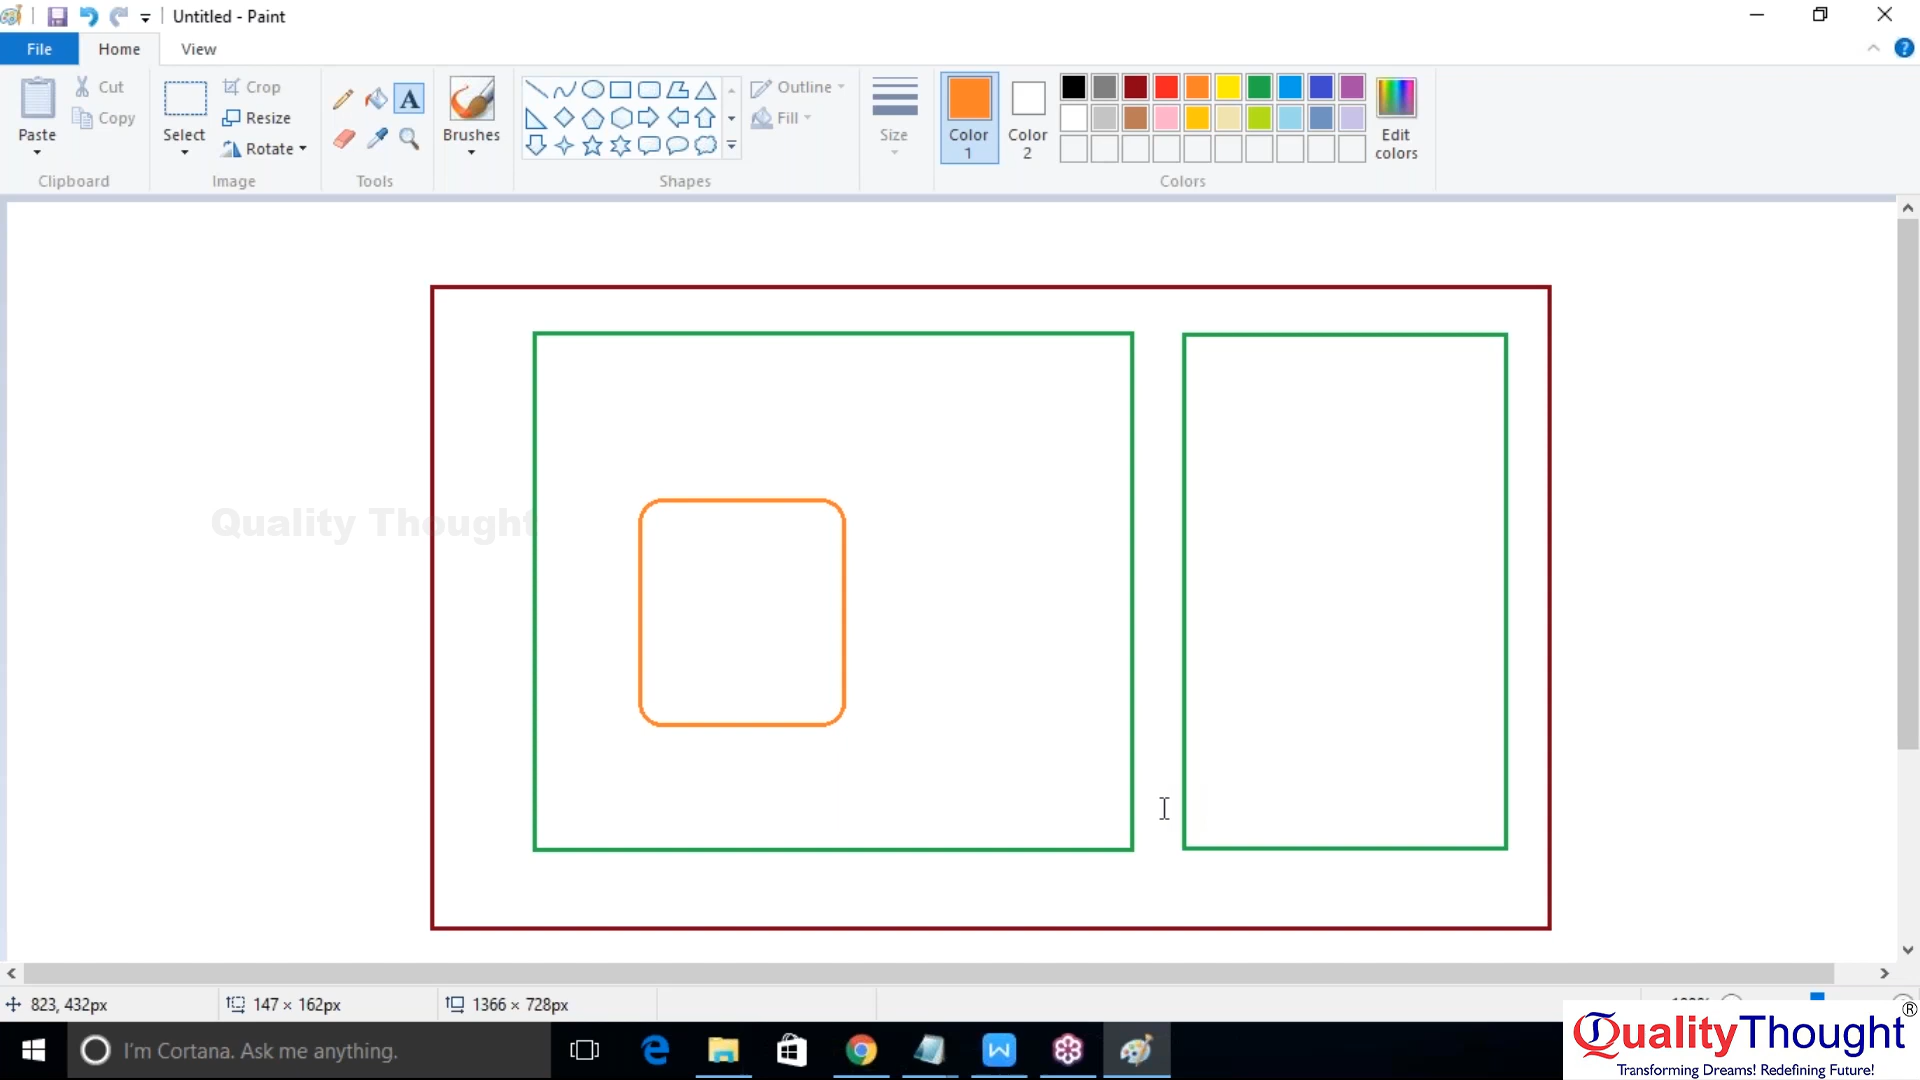 Untitled - Paint
File Home View
Paste
Cut
Copy
Clipboard
Select
Crop
Resize
Rotate
Image
A
Tools
Brushes
Shapes
Outline
Fill
Size
Color 1
Color 2
Colors
Edit colors
Quality Thought
823, 432px
147 × 162px
1366 × 728px
I'm Cortana. Ask me anything.
QualityThought®
Transforming Dreams! Redefining Future!